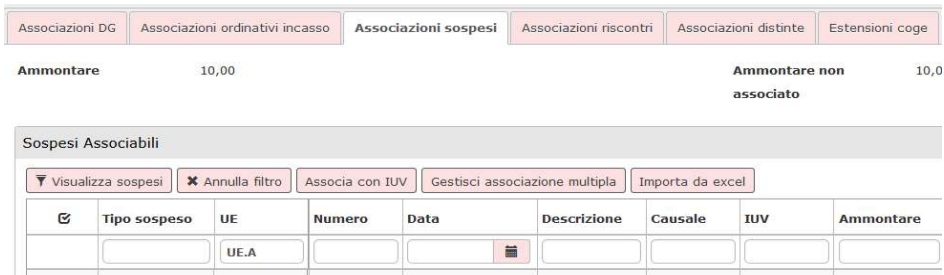 Associazioni DG Associazioni ordinativi incasso Associazioni sospesi Associazioni riscontri Associazioni distinte Estensioni coge
Ammontare 10,00 Ammontare non associato 10,0
Sospesi Associabili
Visualizza sospesi Annulla filtro Associa con IUV Gestisci associazione multipla Importa da excel
Tipo sospeso UE Numero Data Descrizione Causale IUV Ammontare
UE.A